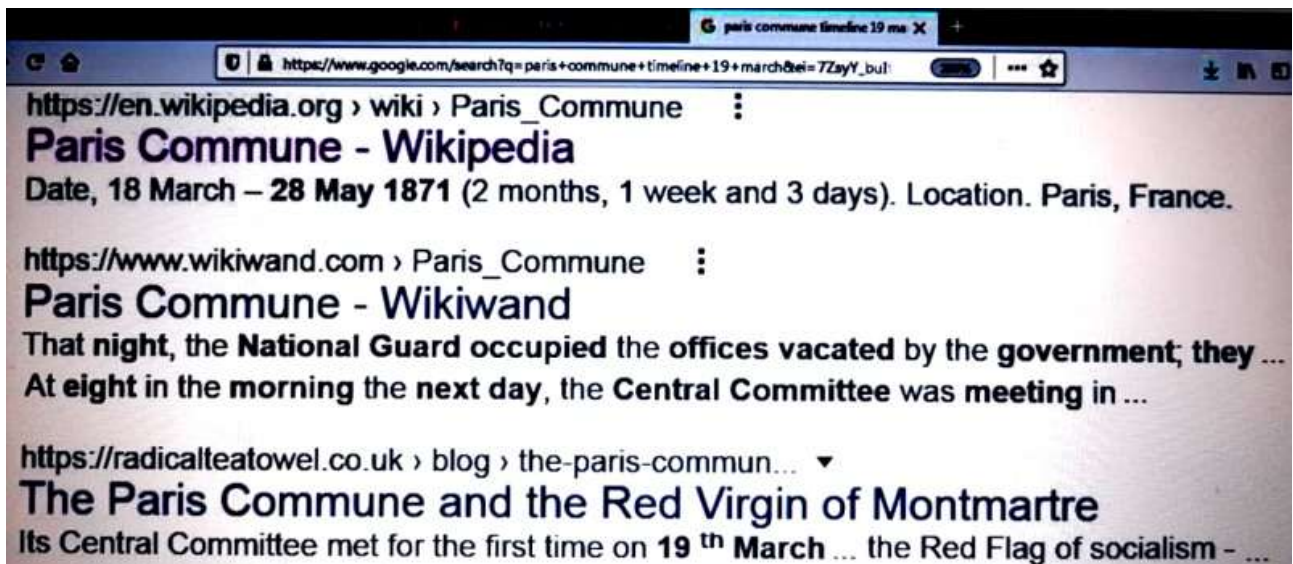 paris commune timeline 19 ma
https://www.google.com/search?q=paris+commune+timeline+19+march&ei=
https://en.wikipedia.org › wiki › Paris_Commune
Paris Commune - Wikipedia
Date, 18 March – 28 May 1871 (2 months, 1 week and 3 days). Location. Paris, France.
https://www.wikiwand.com › Paris_Commune
Paris Commune - Wikiwand
That night, the National Guard occupied the offices vacated by the government; they ...
At eight in the morning the next day, the Central Committee was meeting in ...
https://radicalteatowel.co.uk › blog › the-paris-commun...
The Paris Commune and the Red Virgin of Montmartre
Its Central Committee met for the first time on 19 th March ... the Red Flag of socialism - ...